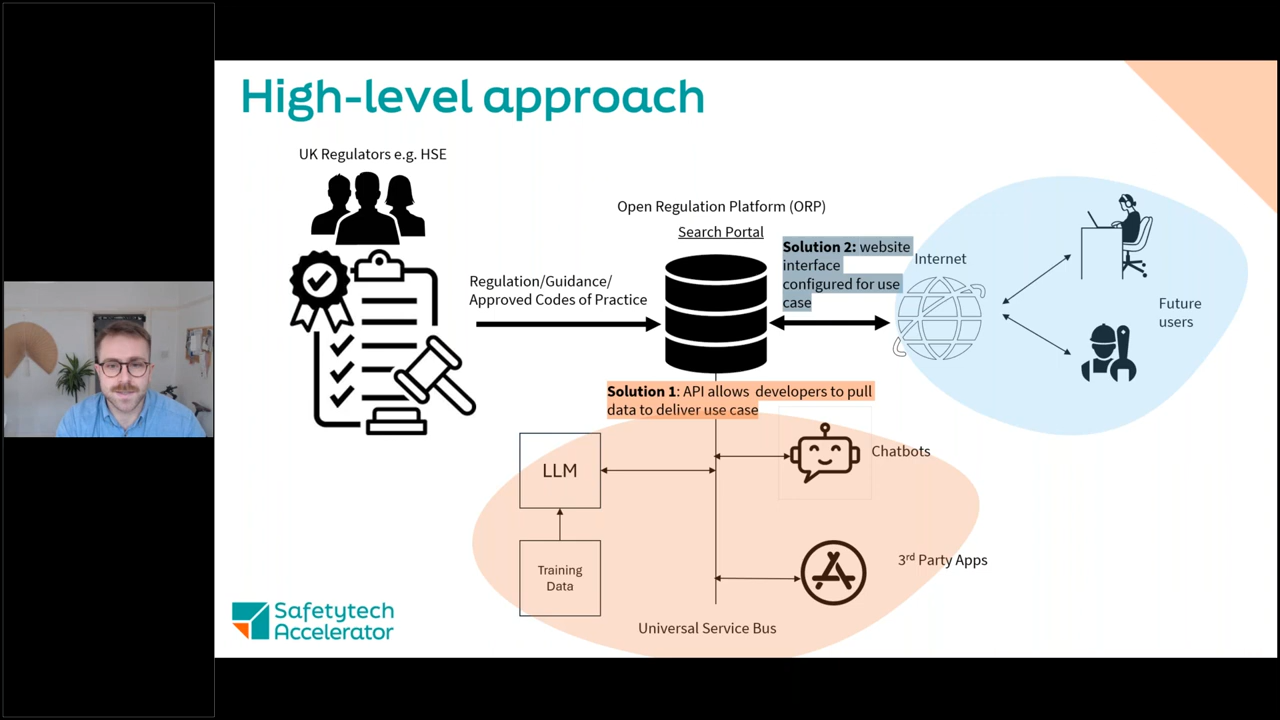 High-level approach
UK Regulators e.g. HSE
Open Regulation Platform (ORP)
Search Portal
Regulation/Guidance/
Approved Codes of Practice
Solution 2: website
interface
configured for use
case
Internet
Future
users
Solution 1: API allows developers to pull
data to deliver use case
LLM
Chatbots
Training
Data
3rd Party Apps
Universal Service Bus
Safetytech
Accelerator